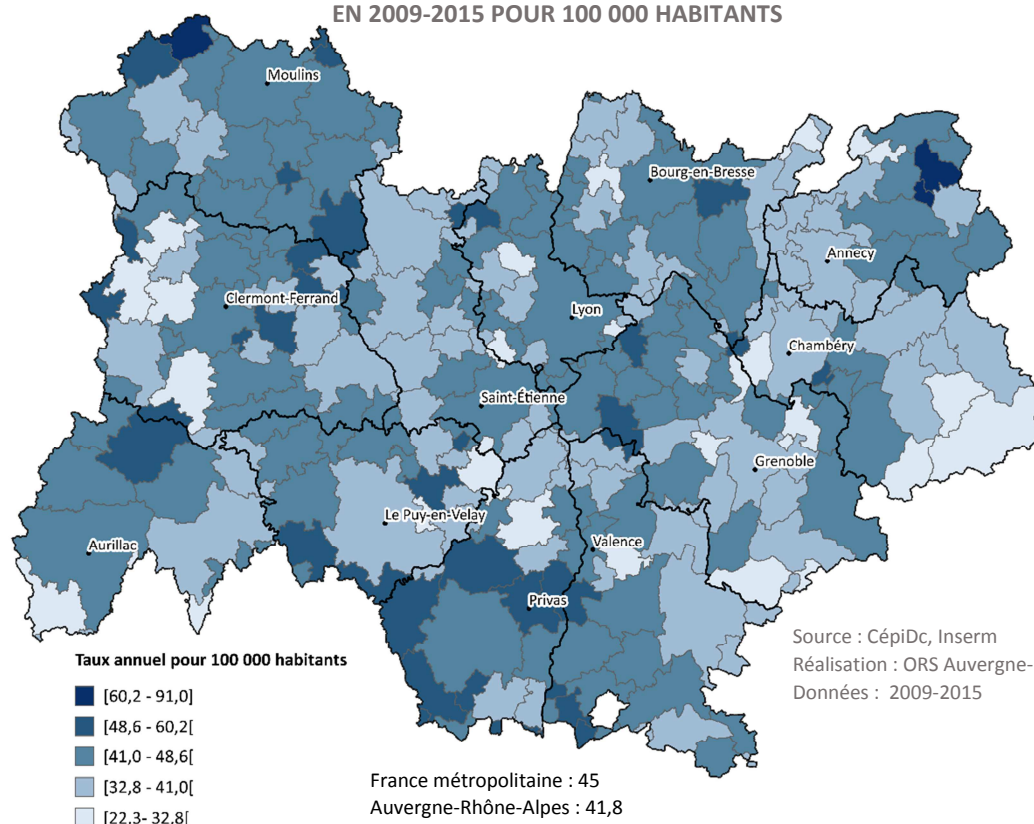 EN 2009-2015 POUR 100 000 HABITANTS
Moulins
Bourg-en-Bresse
Annecy
Clermont-Ferrand
Lyon
Chambéry
Saint-Étienne
Grenoble
Le Puy-en-Velay
Aurillac
Valence
Privas
Source : CépiDc, Inserm
Réalisation : ORS Auvergne-
Données : 2009-2015
Taux annuel pour 100 000 habitants
[60,2 - 91,0]
[48,6 - 60,2[
[41,0 - 48,6[
[32,8 - 41,0[
[22,3- 32,8[
France métropolitaine : 45
Auvergne-Rhône-Alpes : 41,8